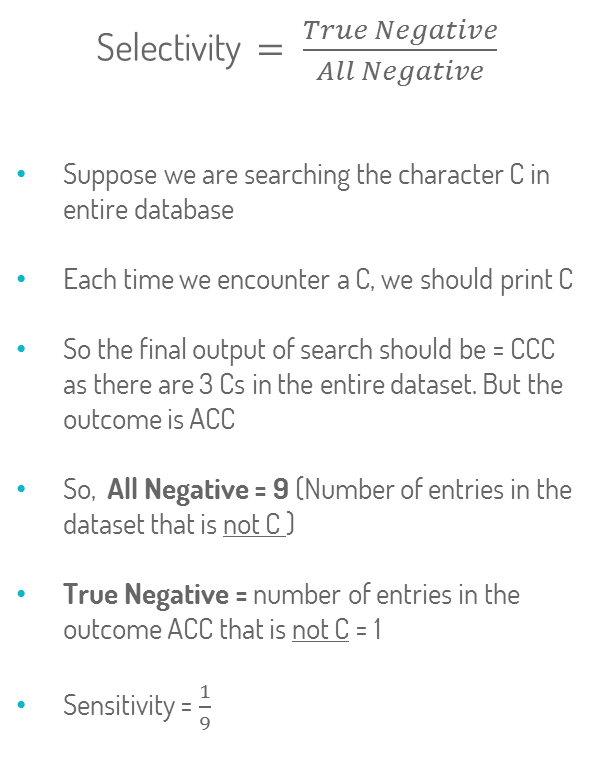 Selectivity = True Negative / All Negative
• Suppose we are searching the character C in
entire database
• Each time we encounter a C, we should print C
• So the final output of search should be = CCC
as there are 3 Cs in the entire dataset. But the
outcome is ACC
• So, All Negative = 9 (Number of entries in the
dataset that is not C )
• True Negative = number of entries in the
outcome ACC that is not C = 1
• Sensitivity = 1/9